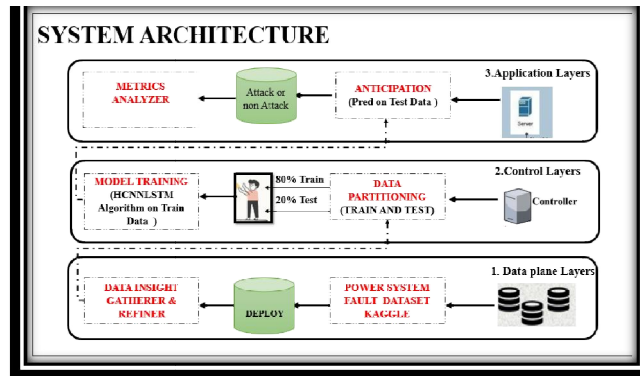 SYSTEM ARCHITECTURE
3.Application Layers
METRICS
ANALYZER
Attack or
non Attack
ANTICIPATION
(Pred on Test Data )
Server
2.Control Layers
MODEL TRAINING
(HCNNLSTM
Algorithm on Train
Data )
80% Train
20% Test
DATA
PARTITIONING
(TRAIN AND TEST)
Controller
1. Data plane Layers
DATA INSIGHT
GATHERER &
REFINER
DEPLOY
POWER SYSTEM
FAULT DATASET
KAGGLE